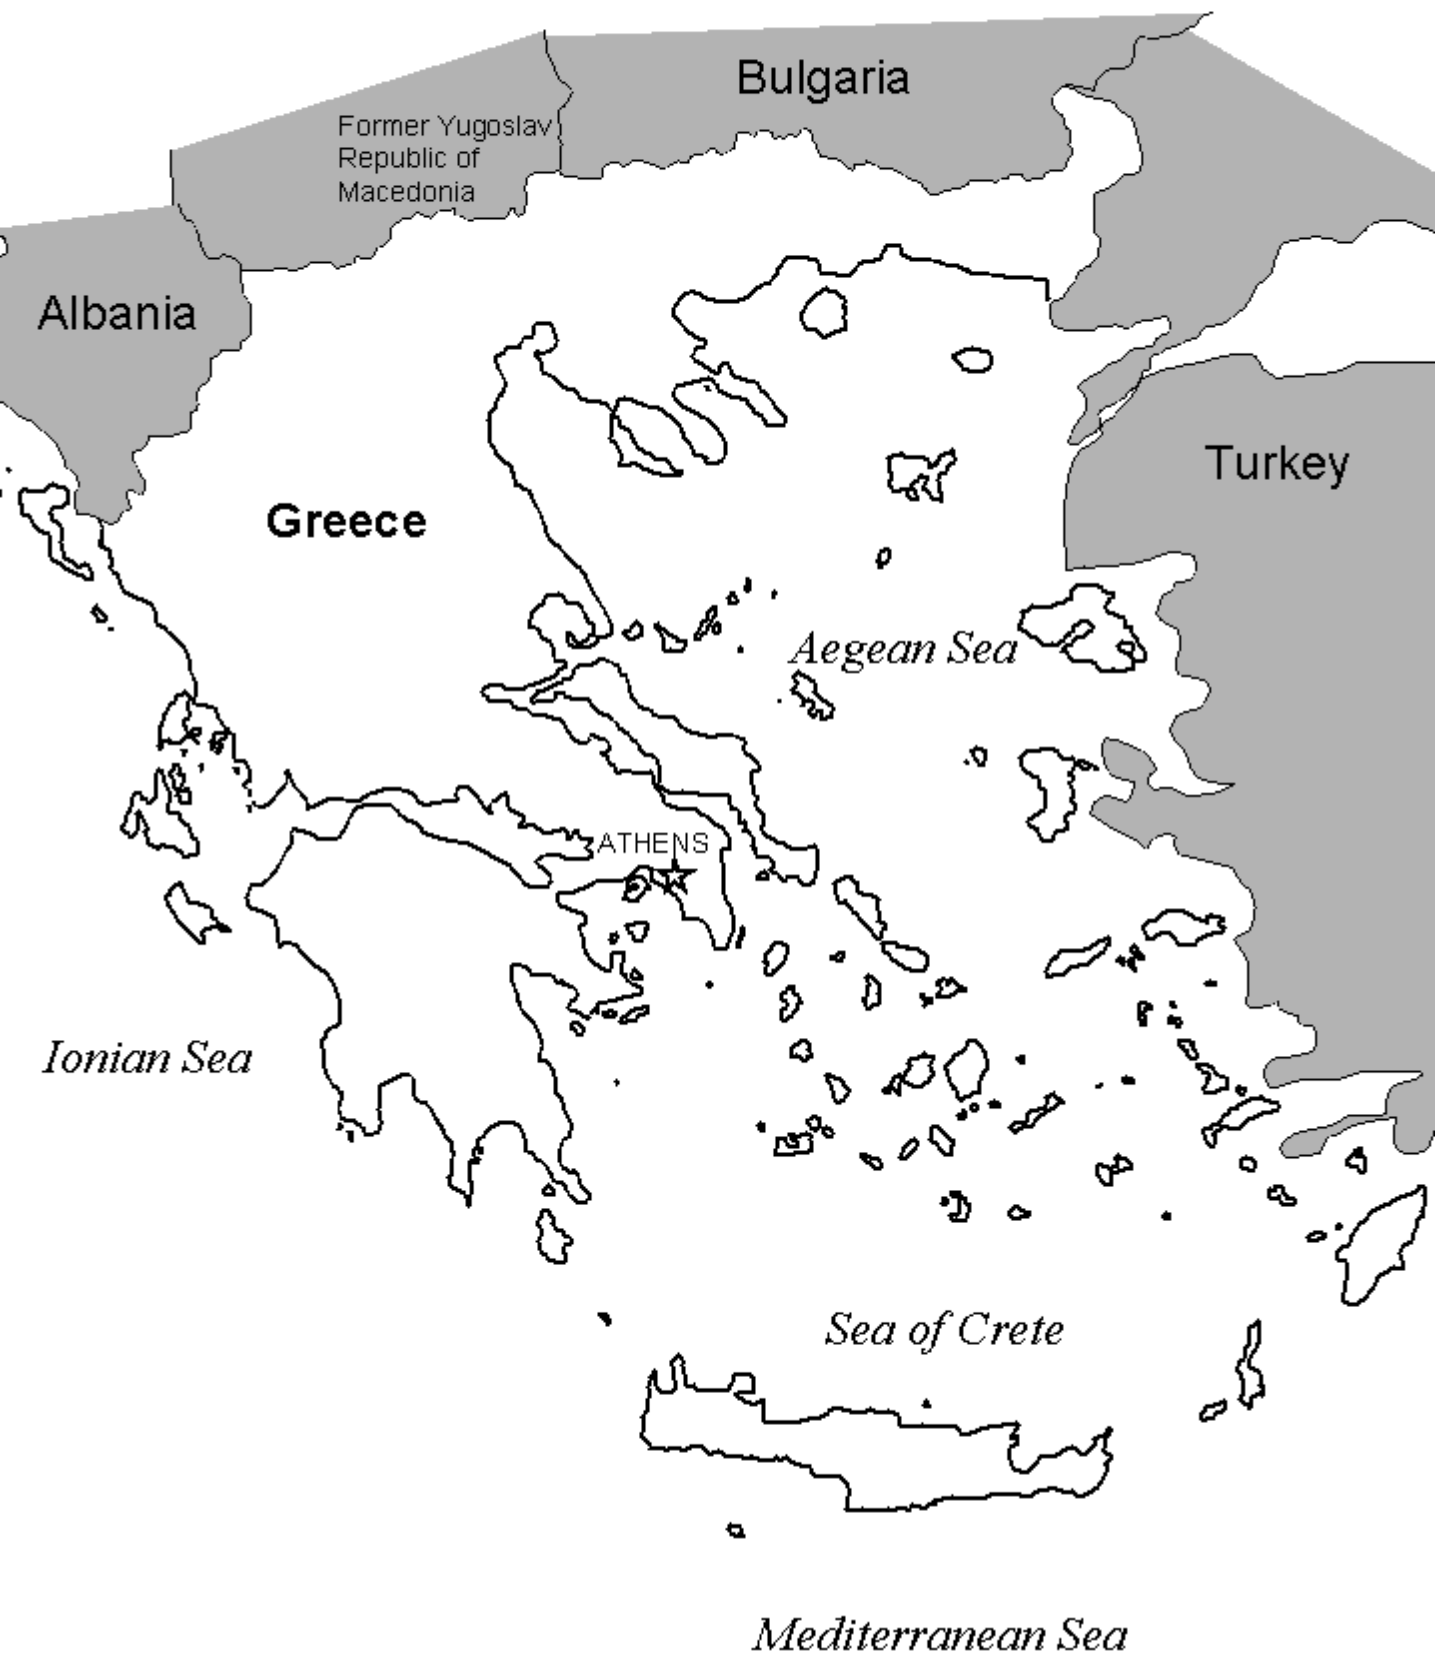 Bulgaria
Former Yugoslav
Republic of
Macedonia
Albania
Turkey
Greece
Aegean Sea
ATHENS
Ionian Sea
Sea of Crete
Mediterranean Sea